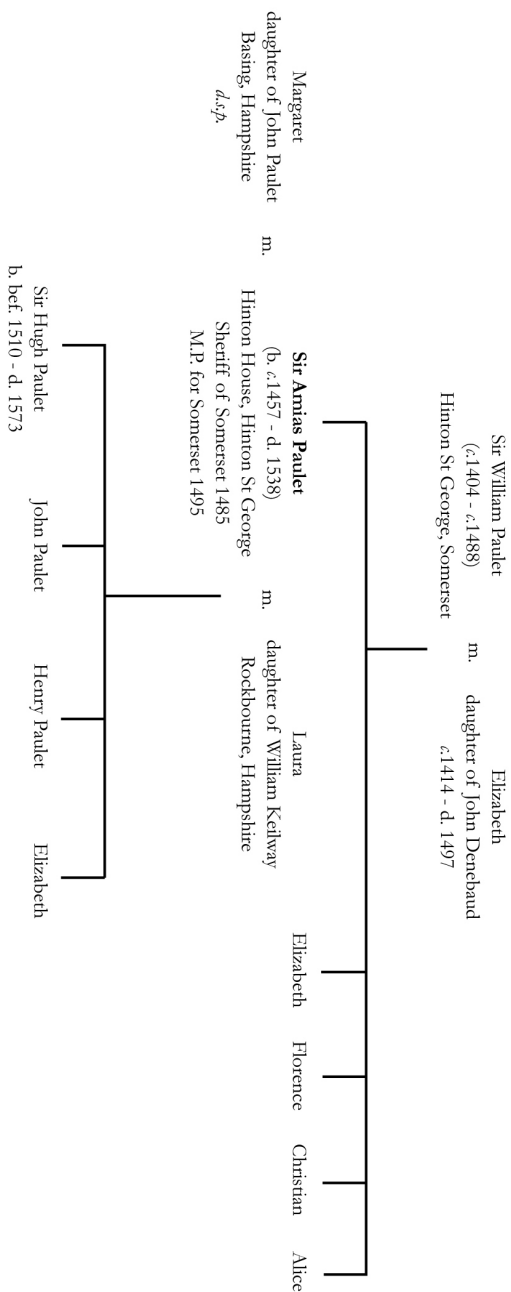 Sir William Paulet
(c.1404 - c.1488)
Hinton St George, Somerset
m.
Elizabeth
daughter of John Denebaud
c.1414 - d. 1497
Margaret
daughter of John Paulet
Basing, Hampshire
d.s.p.
m.
Sir Amias Paulet
(b. c.1457 - d. 1538)
Hinton House, Hinton St George
Sheriff of Somerset 1485
M.P. for Somerset 1495
m.
Laura
daughter of William Keilway
Rockbourne, Hampshire
Elizabeth
Florence
Christian
Alice
Sir Hugh Paulet
b. bef. 1510 - d. 1573
John Paulet
Henry Paulet
Elizabeth